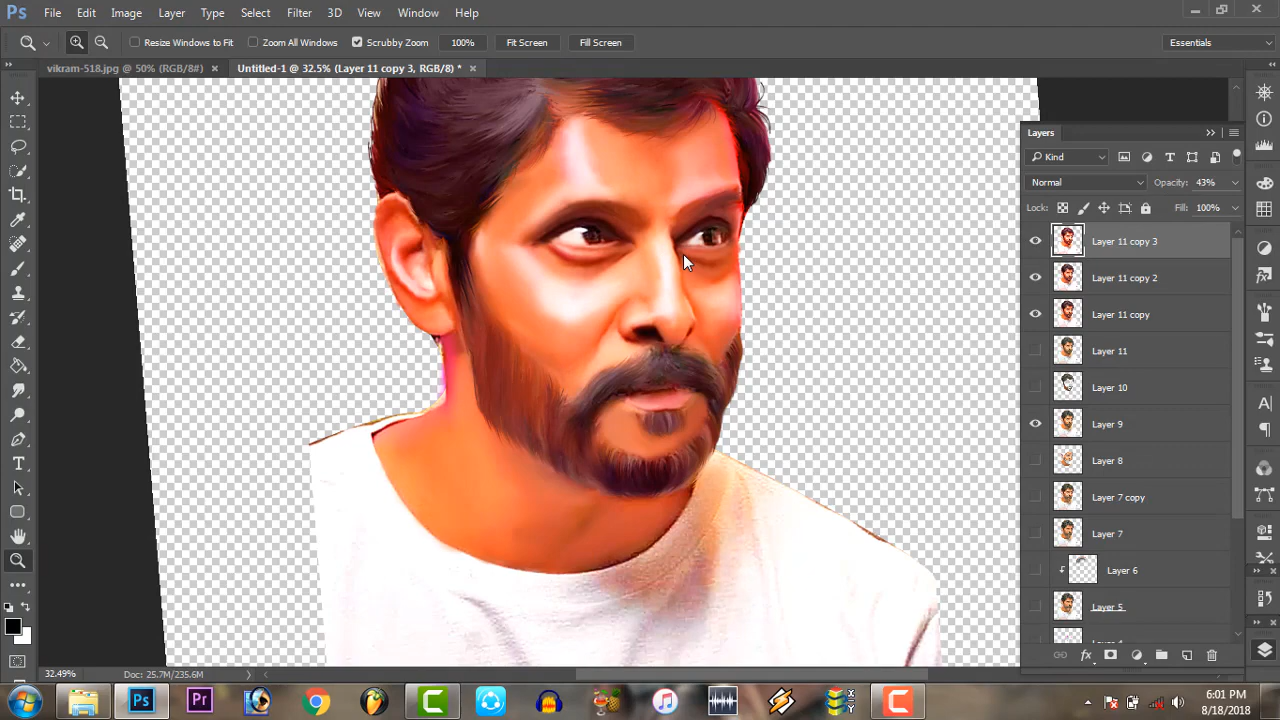 Ps File Edit Image Layer Type Select Filter 3D View Window Help
Resize Windows to Fit All Windows Scrubby Zoom 100% Fit Screen Fill Screen Essentials
vikram-518.jpg @ 50% (RGB/8#) Untitled-1 @ 32.5% (Layer 11 copy 3, RGB/8) *
Layers
Kind
Normal Opacity: 43%
Lock: Fill: 100%
Layer 11 copy 3
Layer 11 copy 2
Layer 11 copy
Layer 11
Layer 10
Layer 9
Layer 8
Layer 7 copy
Layer 7
Layer 6
Layer 5
32.49% Doc: 25.7M/235.6M
Ps Pr
6:01 PM
8/18/2018